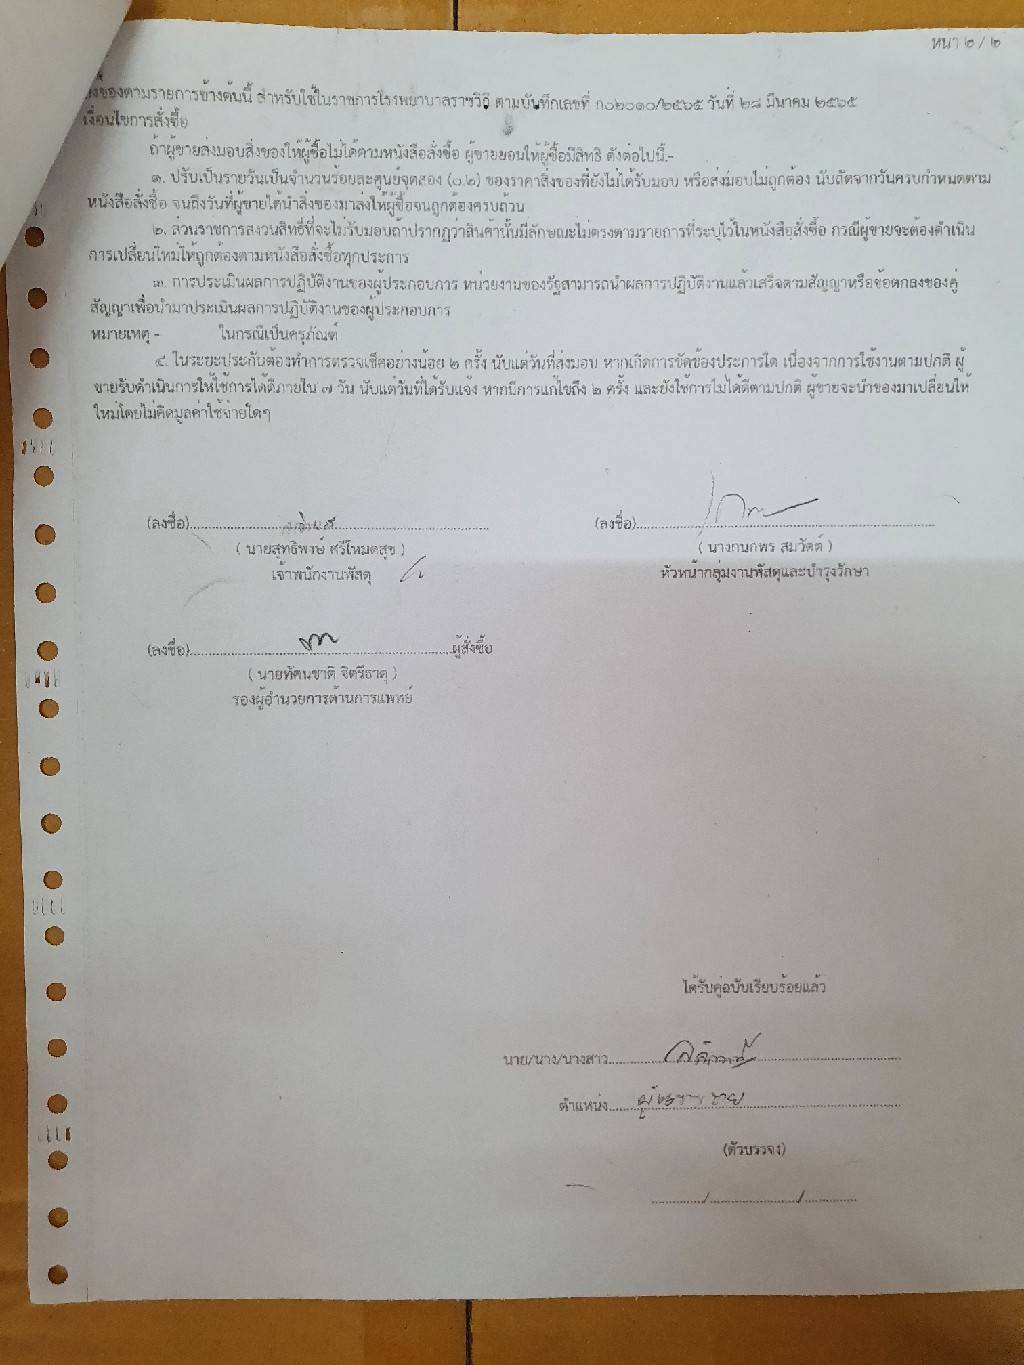 หน้า ๒ / ๒
สิ่งของตามรายการข้างต้นนี้ สำหรับใช้ในราชการโรงพยาบาลราชวิถี ตามบันทึกเลขที่ ก๐๒๐๑๐/๒๕๖๕ วันที่ ๒๘ มีนาคม ๒๕๖๕
เงื่อนไขการสั่งซื้อ
ถ้าผู้ขายส่งมอบสิ่งของให้ผู้ซื้อไม่ได้ตามหนังสือสั่งซื้อ ผู้ขายยอมให้ผู้ซื้อมีสิทธิ ดังต่อไปนี้.-
๑. ปรับเป็นรายวันเป็นจำนวนร้อยละศูนย์จุดสอง (๐.๒) ของราคาสิ่งของที่ยังไม่ได้รับมอบ หรือส่งมอบไม่ถูกต้อง นับถัดจากวันครบกำหนดตาม
หนังสือสั่งซื้อ จนถึงวันที่ผู้ขายได้นำสิ่งของมาส่งให้ผู้ซื้อจนถูกต้องครบถ้วน
๒. ส่วนราชการสงวนสิทธิ์ที่จะไม่รับมอบถ้าปรากฏว่าสินค้านั้นมีลักษณะไม่ตรงตามรายการที่ระบุไว้ในหนังสือสั่งซื้อ กรณีผู้ขายจะต้องดำเนิน
การเปลี่ยนใหม่ให้ถูกต้องตามหนังสือสั่งซื้อทุกประการ
๓. การประเมินผลการปฏิบัติงานของผู้ประกอบการ หน่วยงานของรัฐสามารถนำผลการปฏิบัติงานแล้วเสร็จตามสัญญาหรือข้อตกลงของคู่
สัญญาเพื่อนำมาประเมินผลการปฏิบัติงานของผู้ประกอบการ
หมายเหตุ - ในกรณีเป็นครุภัณฑ์
๔. ในระยะประกันต้องทำการตรวจเช็คอย่างน้อย ๒ ครั้ง นับแต่วันที่ส่งมอบ หากเกิดการขัดข้องประการใด เนื่องจากการใช้งานตามปกติ ผู้
ขายรับดำเนินการให้ใช้การได้ดีภายใน ๗ วัน นับแต่วันที่ได้รับแจ้ง หากมีการแก้ไขถึง ๒ ครั้ง และยังใช้การไม่ได้ดีตามปกติ ผู้ขายจะนำของมาเปลี่ยนให้
ใหม่โดยไม่คิดมูลค่าใช้จ่ายใดๆ
(ลงชื่อ)........................ (ลงชื่อ)........................
( นายสุทธิพงษ์ ศรีโหมดสุข ) ( นางกนกพร สมวัตต์ )
เจ้าพนักงานพัสดุ หัวหน้ากลุ่มงานพัสดุและบำรุงรักษา
(ลงชื่อ)........................ผู้สั่งซื้อ
( นายทัศนชาติ จิตรีธาตุ )
รองผู้อำนวยการด้านการแพทย์
ได้รับคู่ฉบับเรียบร้อยแล้ว
นาย/นาง/นางสาว........................
ตำแหน่ง........................
(ตัวบรรจง)
............/....................../............